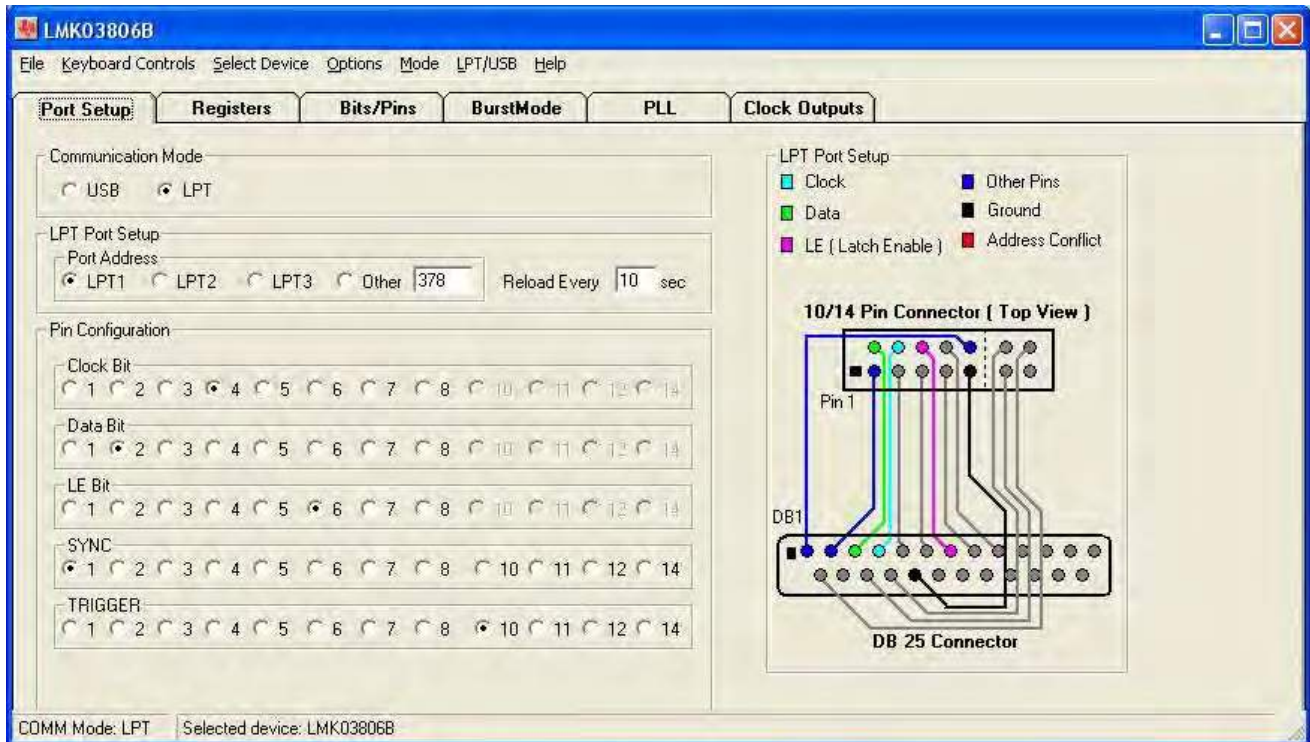 LMK03806B
File Keyboard Controls Select Device Options Mode LPT/USB Help
Port Setup Registers Bits/Pins BurstMode PLL Clock Outputs
Communication Mode
USB LPT
LPT Port Setup
Port Address
LPT1 LPT2 LPT3 Other 378 Reload Every 10 sec
Pin Configuration
Clock Bit
1 2 3 4 5 6 7 8 10 11 12 14
Data Bit
1 2 3 4 5 6 7 8 10 11 12 14
LE Bit
1 2 3 4 5 6 7 8 10 11 12 14
SYNC
1 2 3 4 5 6 7 8 10 11 12 14
TRIGGER
1 2 3 4 5 6 7 8 10 11 12 14
LPT Port Setup
Clock Other Pins
Data Ground
LE ( Latch Enable ) Address Conflict
10/14 Pin Connector ( Top View )
Pin 1
DB1
DB 25 Connector
COMM Mode: LPT Selected device: LMK03806B